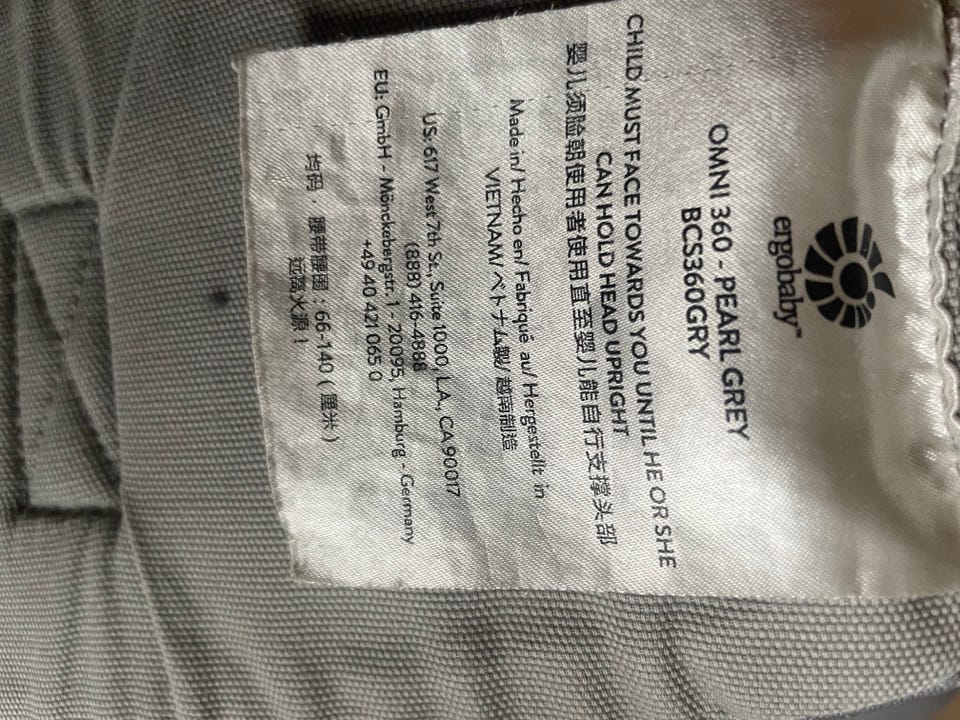 ergobaby™
OMNI 360 - PEARL GREY
BCS360GRY
CHILD MUST FACE TOWARDS YOU UNTIL HE OR SHE
CAN HOLD HEAD UPRIGHT
婴儿须脸朝使用者使用直至婴儿能自行支撑头部
Made in/ Hecho en/ Fabriqué au/ Hergestellt in
VIETNAM/ ベトナム製/ 越南制造
US: 617 West 7th St., Suite 1000, L.A., CA 90017
(888) 416-4888
EU: GmbH - Mönckebergstr. 1 - 20095, Hamburg - Germany
+49 40 421 065 0
均码 腰带腰围：66-140（厘米）
远离火源！